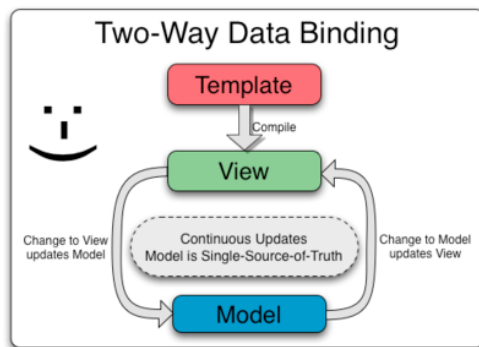 Two-Way Data Binding
Template
Compile
View
Change to View
updates Model
Continuous Updates
Model is Single-Source-of-Truth
Change to Model
updates View
Model